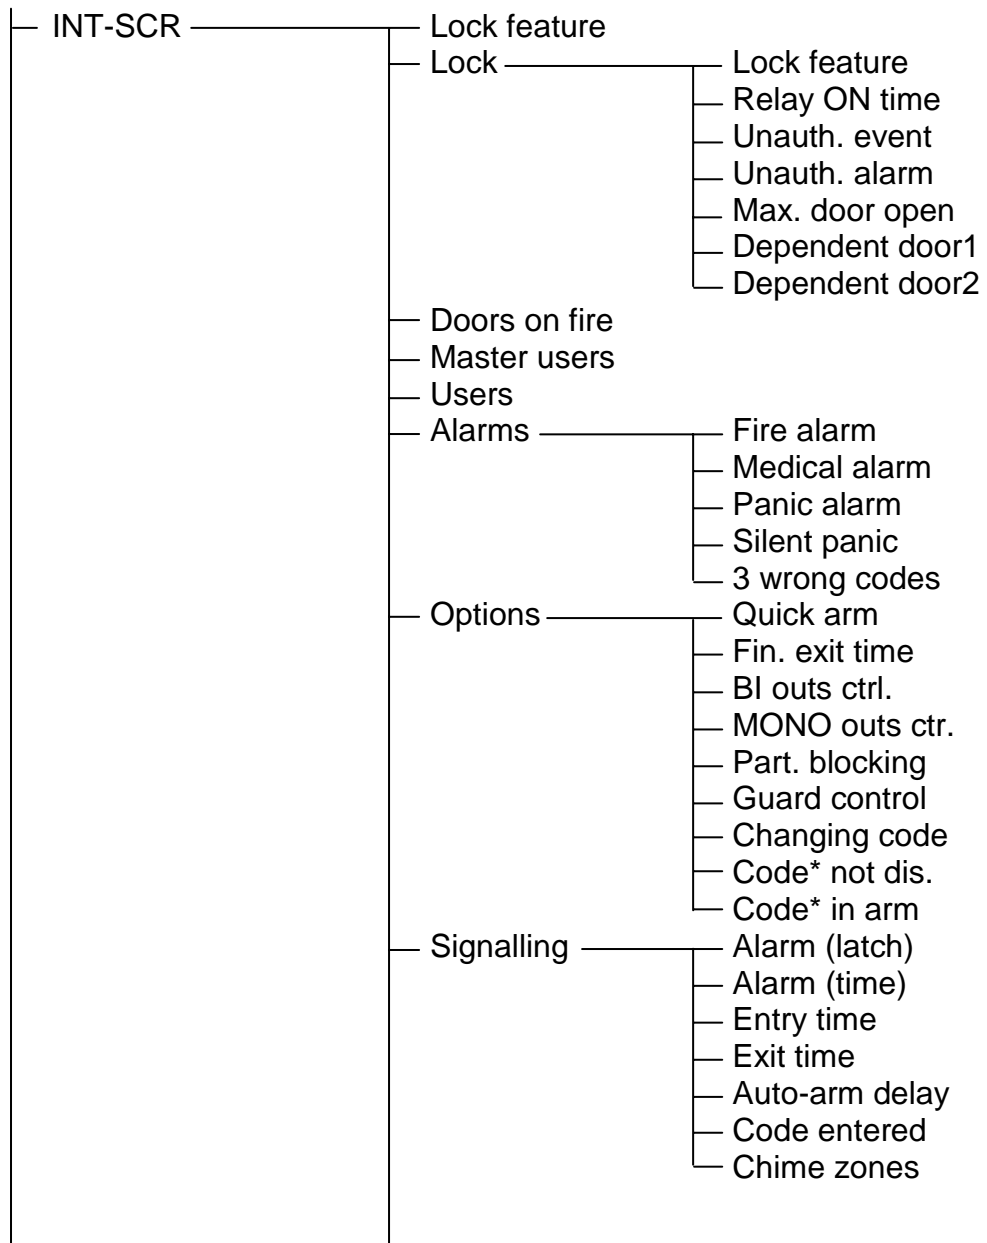 INT-SCR Lock feature
Lock Lock feature
Relay ON time
Unauth. event
Unauth. alarm
Max. door open
Dependent door1
Dependent door2
Doors on fire
Master users
Users
Alarms Fire alarm
Medical alarm
Panic alarm
Silent panic
3 wrong codes
Options Quick arm
Fin. exit time
BI outs ctrl.
MONO outs ctr.
Part. blocking
Guard control
Changing code
Code* not dis.
Code* in arm
Signalling Alarm (latch)
Alarm (time)
Entry time
Exit time
Auto-arm delay
Code entered
Chime zones